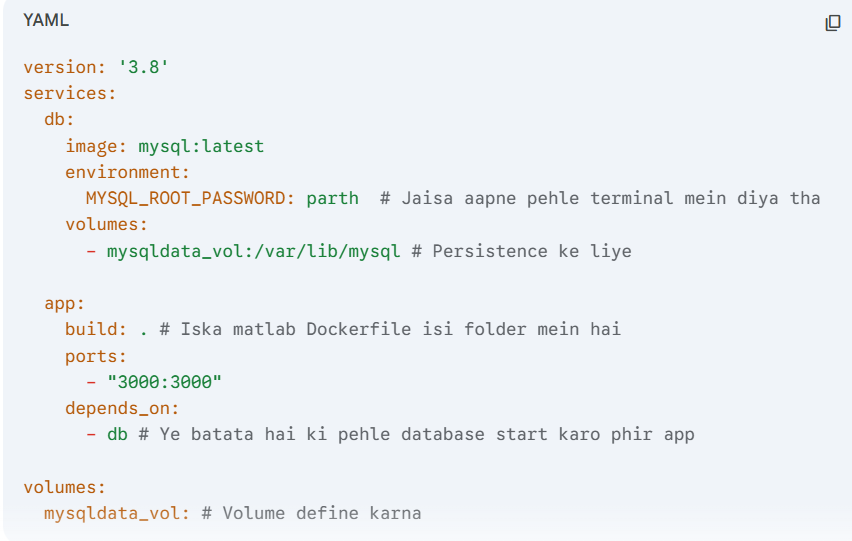 YAML
version: '3.8'
services:
  db:
    image: mysql:latest
    environment:
      MYSQL_ROOT_PASSWORD: parth  # Jaisa aapne pehle terminal mein diya tha
    volumes:
      - mysqldata_vol:/var/lib/mysql # Persistence ke liye

  app:
    build: . # Iska matlab Dockerfile isi folder mein hai
    ports:
      - "3000:3000"
    depends_on:
      - db # Ye batata hai ki pehle database start karo phir app

volumes:
  mysqldata_vol: # Volume define karna